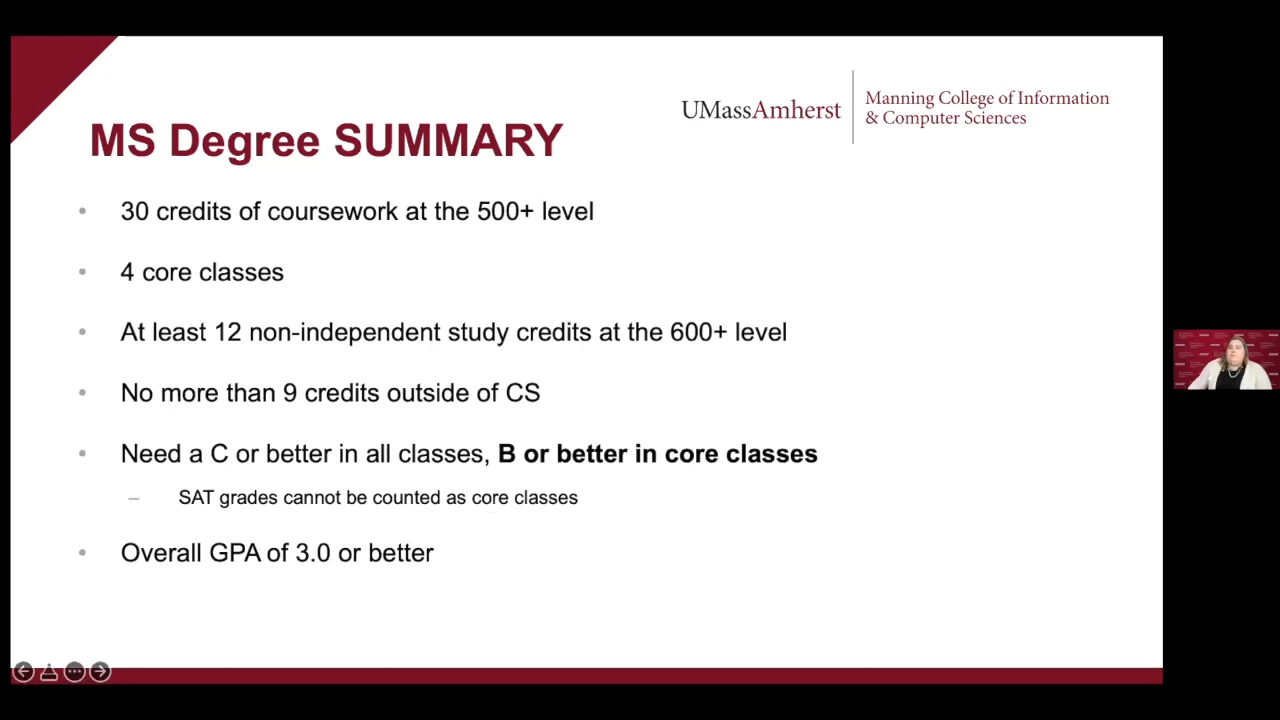 UMassAmherst
Manning College of Information
& Computer Sciences
MS Degree SUMMARY
• 30 credits of coursework at the 500+ level
• 4 core classes
• At least 12 non-independent study credits at the 600+ level
• No more than 9 credits outside of CS
• Need a C or better in all classes, B or better in core classes
– SAT grades cannot be counted as core classes
• Overall GPA of 3.0 or better